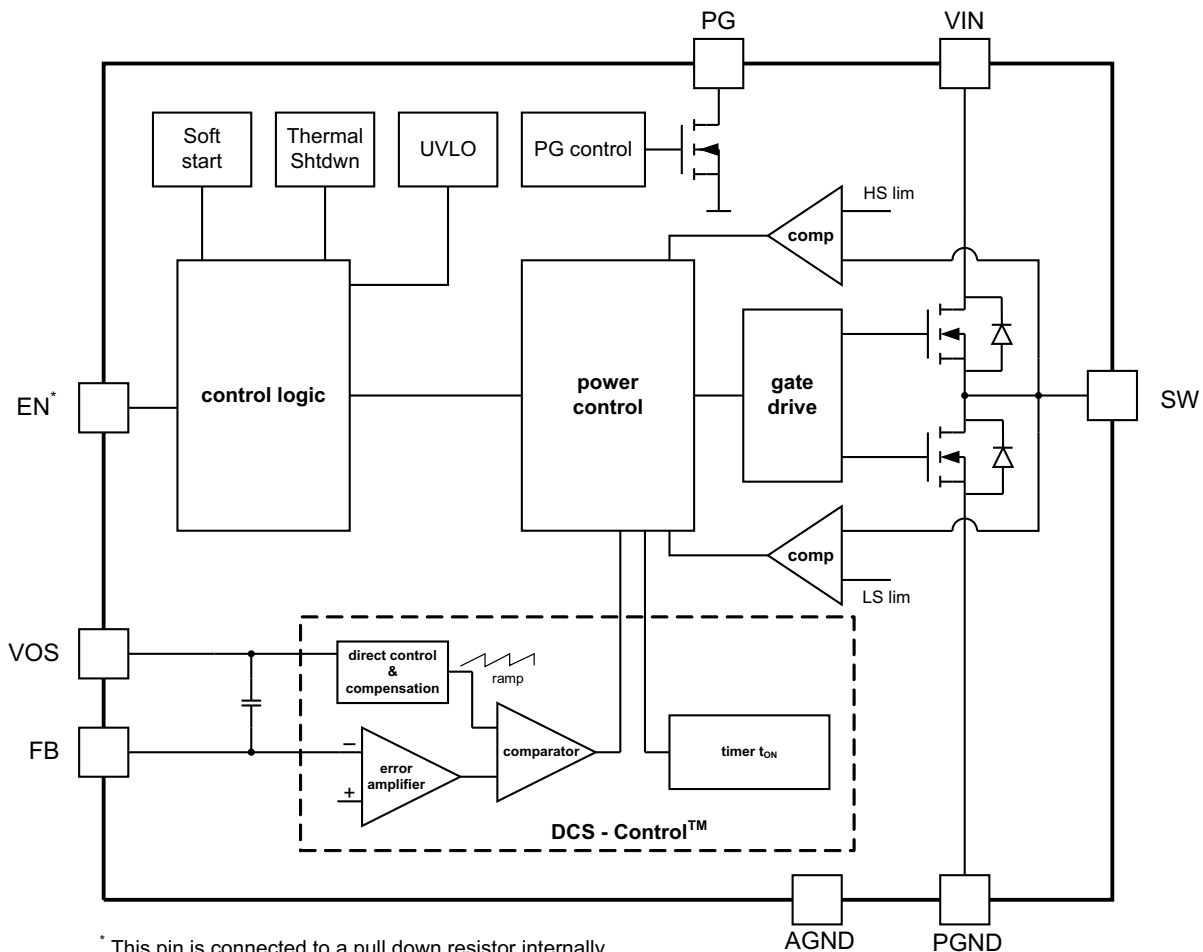 PG
VIN
Soft
start
Thermal
Shtdwn
UVLO
PG control
HS lim
comp
EN*
control logic
power
control
gate
drive
SW
comp
LS lim
VOS
direct control
&
compensation
ramp
FB
–
error
amplifier
+
comparator
timer tON
DCS - Control™
* This pin is connected to a pull down resistor internally
AGND
PGND